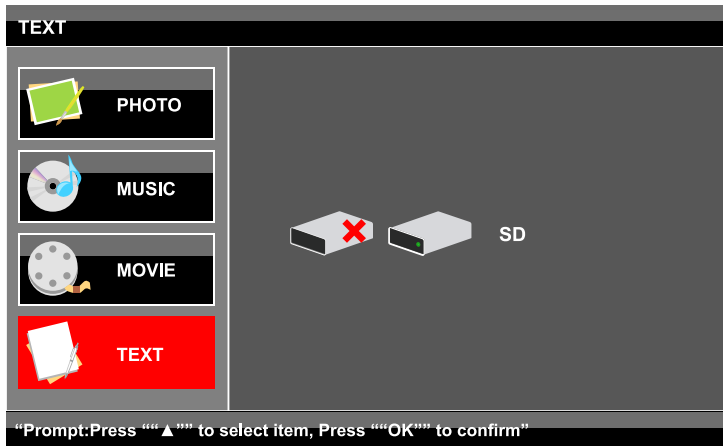 TEXT
PHOTO
MUSIC
MOVIE
TEXT
SD
“Prompt:Press ““▲”” to select item, Press ““OK”” to confirm”